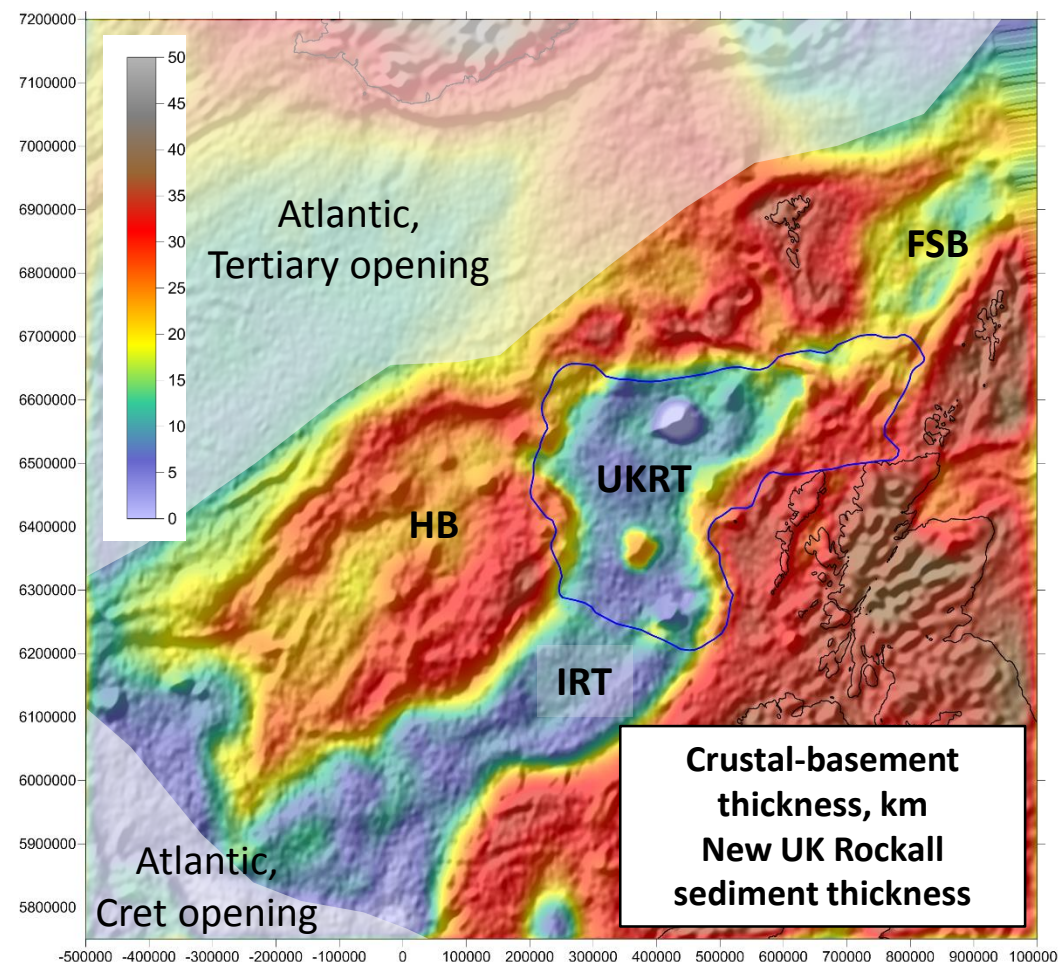 7200000
7100000
7000000
6900000
6800000
6700000
6600000
6500000
6400000
6300000
6200000
6100000
6000000
5900000
5800000
50
45
40
35
30
25
20
15
10
5
0
Atlantic,
Tertiary opening
FSB
UKRT
HB
IRT
Atlantic,
Cret opening
Crustal-basement
thickness, km
New UK Rockall
sediment thickness
-500000 -400000 -300000 -200000 -100000 0 100000 200000 300000 400000 500000 600000 700000 800000 900000 100000